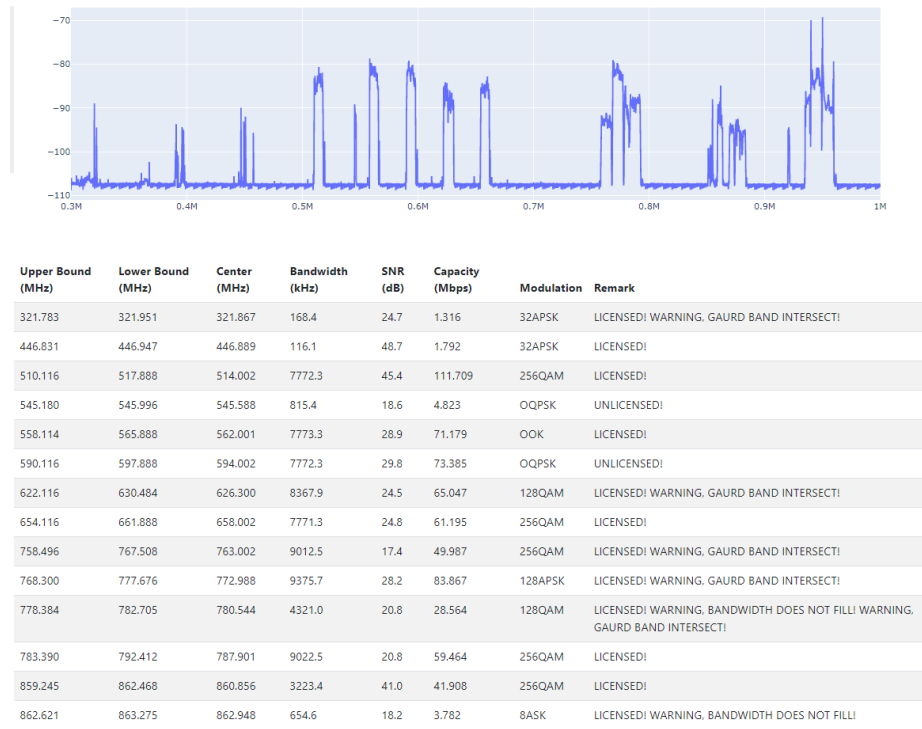 −70
−80
−90
−100
−110
0.3M 0.4M 0.5M 0.6M 0.7M 0.8M 0.9M 1M
Upper Bound (MHz) Lower Bound (MHz) Center (MHz) Bandwidth (kHz) SNR (dB) Capacity (Mbps) Modulation Remark
321.783 321.951 321.867 168.4 24.7 1.316 32APSK LICENSED! WARNING, GAURD BAND INTERSECT!
446.831 446.947 446.889 116.1 48.7 1.792 32APSK LICENSED!
510.116 517.888 514.002 7772.3 45.4 111.709 256QAM LICENSED!
545.180 545.996 545.588 815.4 18.6 4.823 OQPSK UNLICENSED!
558.114 565.888 562.001 7773.3 28.9 71.179 OOK LICENSED!
590.116 597.888 594.002 7772.3 29.8 73.385 OQPSK UNLICENSED!
622.116 630.484 626.300 8367.9 24.5 65.047 128QAM LICENSED! WARNING, GAURD BAND INTERSECT!
654.116 661.888 658.002 7771.3 24.8 61.195 256QAM LICENSED!
758.496 767.508 763.002 9012.5 17.4 49.987 256QAM LICENSED! WARNING, GAURD BAND INTERSECT!
768.300 777.676 772.988 9375.7 28.2 83.867 128APSK LICENSED! WARNING, GAURD BAND INTERSECT!
778.384 782.705 780.544 4321.0 20.8 28.564 128QAM LICENSED! WARNING, BANDWIDTH DOES NOT FILL! WARNING,
GAURD BAND INTERSECT!
783.390 792.412 787.901 9022.5 20.8 59.464 256QAM LICENSED!
859.245 862.468 860.856 3223.4 41.0 41.908 256QAM LICENSED!
862.621 863.275 862.948 654.6 18.2 3.782 8ASK LICENSED! WARNING, BANDWIDTH DOES NOT FILL!